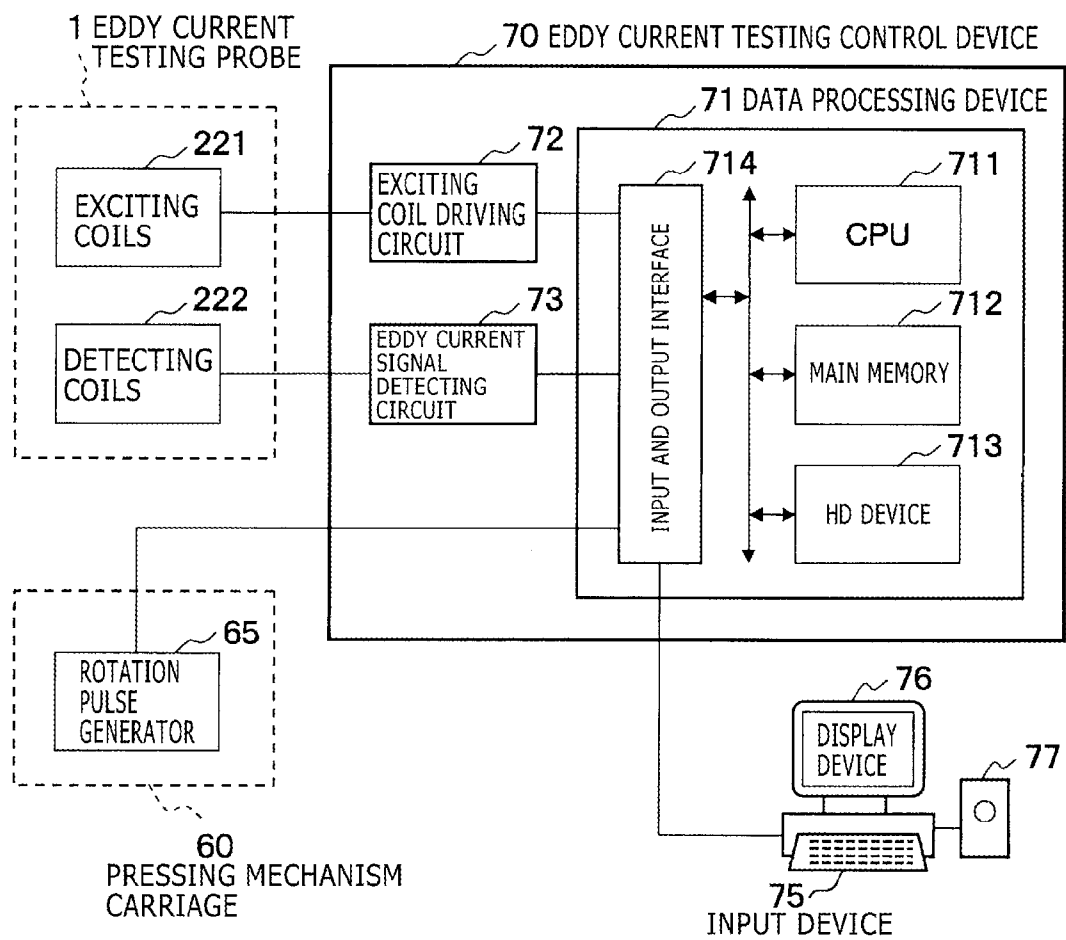 1 EDDY CURRENT
TESTING PROBE
70 EDDY CURRENT TESTING CONTROL DEVICE
71 DATA PROCESSING DEVICE
221
EXCITING
COILS
72
EXCITING
COIL DRIVING
CIRCUIT
714
INPUT AND OUTPUT INTERFACE
711
CPU
222
DETECTING
COILS
73
EDDY CURRENT
SIGNAL
DETECTING
CIRCUIT
712
MAIN MEMORY
713
HD DEVICE
65
ROTATION
PULSE
GENERATOR
60
PRESSING MECHANISM
CARRIAGE
76
DISPLAY
DEVICE
77
75
INPUT DEVICE